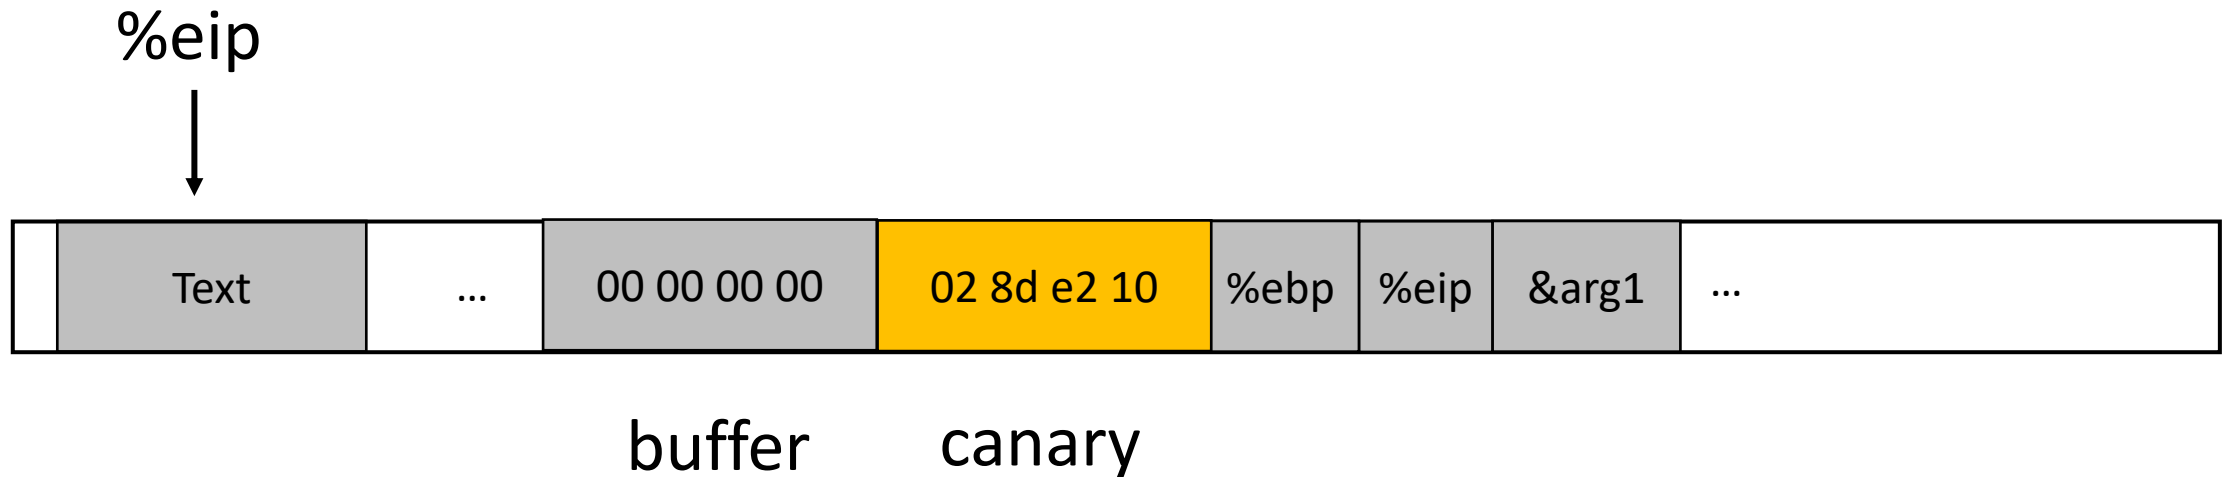 %eip
Text ... 00 00 00 00 02 8d e2 10 %ebp %eip &arg1 ...
buffer canary